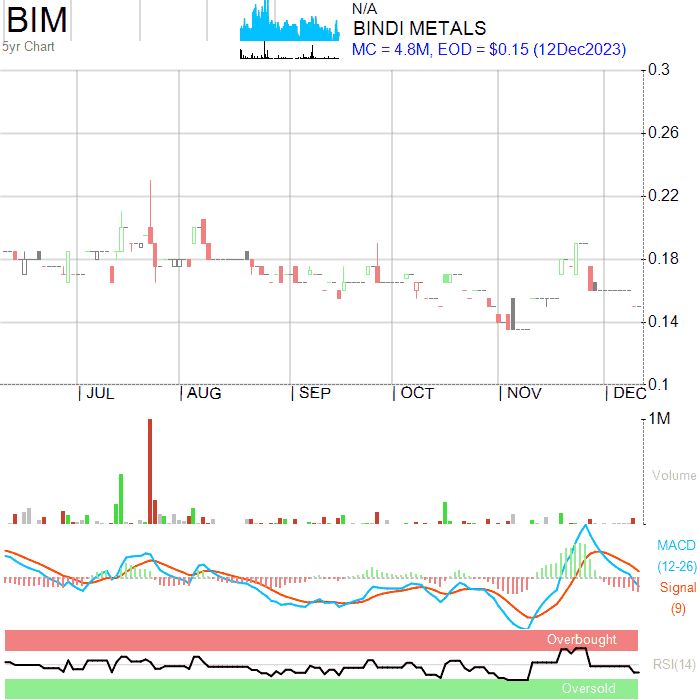 BIM
5yr Chart
N/A
BINDI METALS
MC = 4.8M, EOD = $0.15 (12Dec2023)
0.3
0.26
0.22
0.18
0.14
0.1
| JUL | AUG | SEP | OCT | NOV | DEC
1M
Volume
MACD
(12-26)
Signal
(9)
Overbought
RSI(14)
Oversold